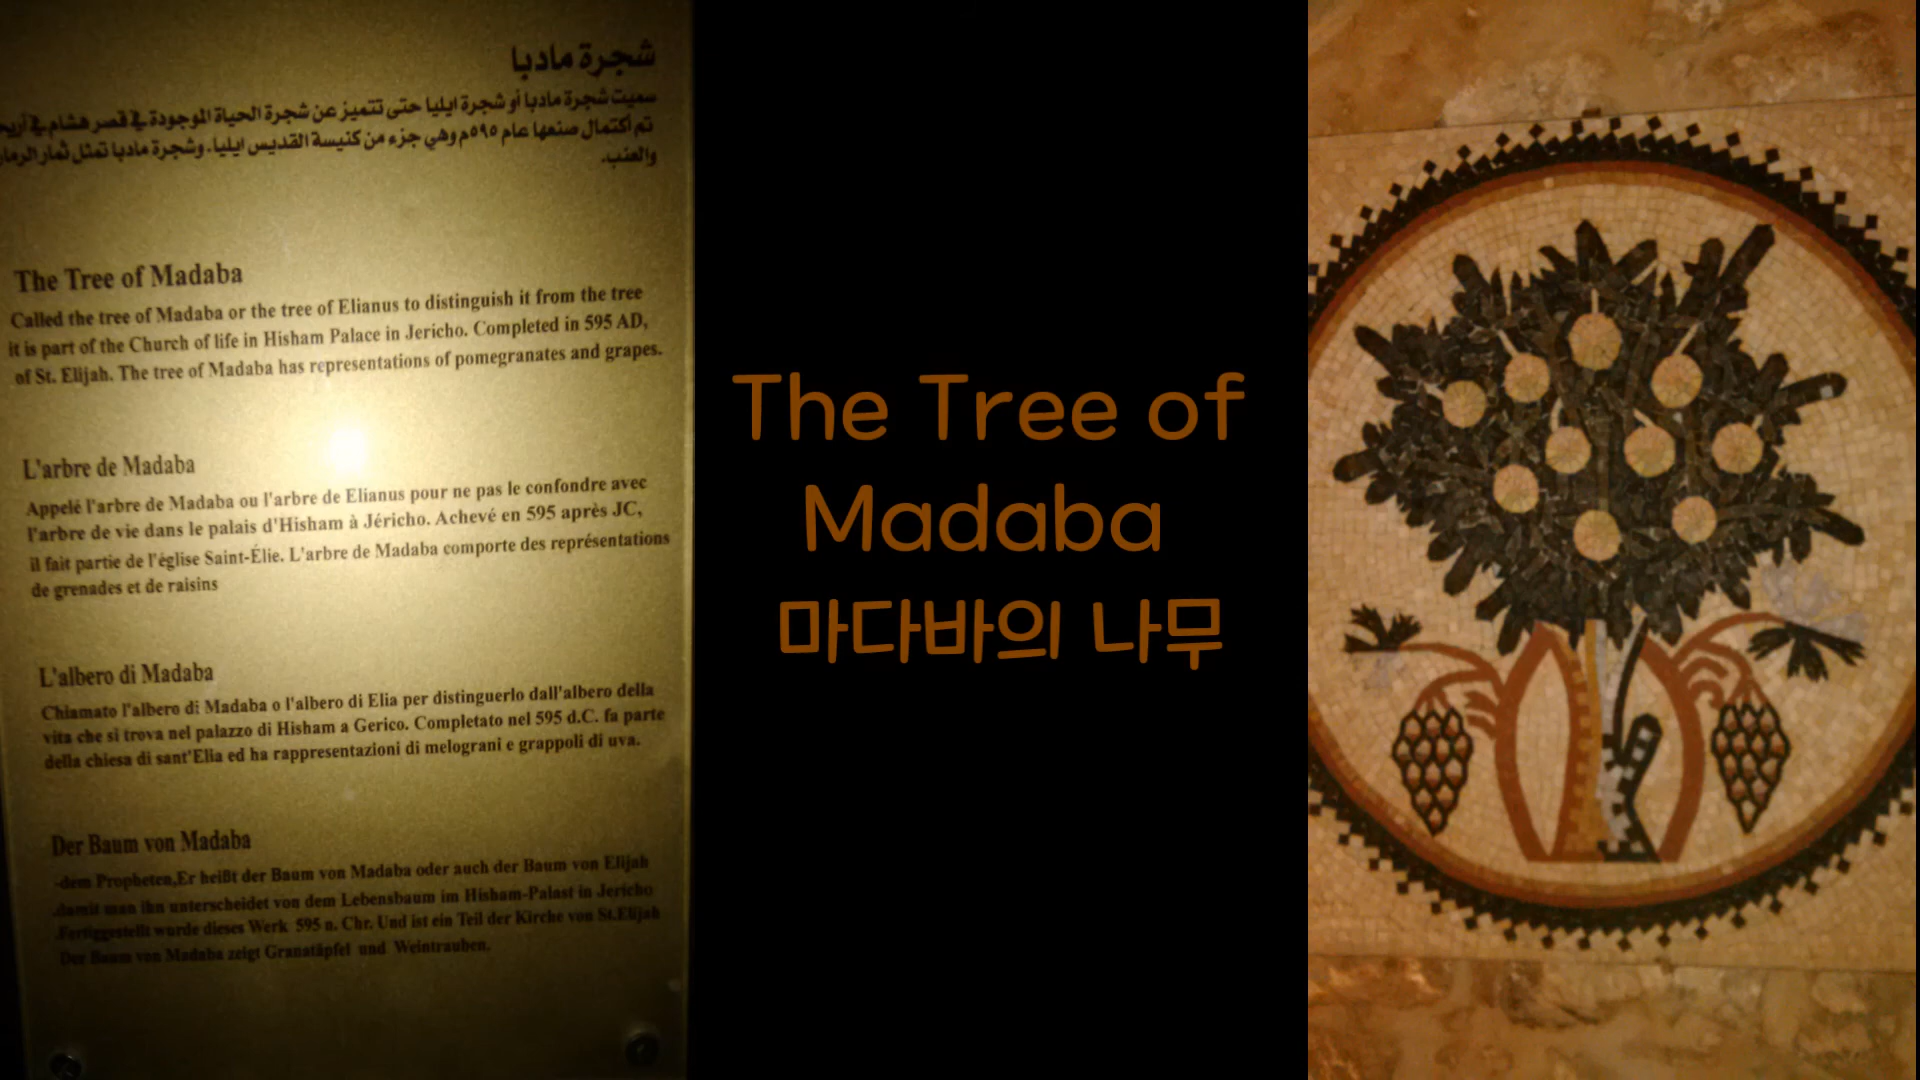 شجرة مادبا
سميت شجرة مادبا أو شجرة ايليا حتى تتميز عن شجرة الحياة الموجودة في قصر هشام في
تم أكتمال صنعها عام ٥٩٥م وهي جزء من كنيسة القديس ايليا. وشجرة مادبا تمثل ثمار
والعنب.
The Tree of Madaba
Called the tree of Madaba or the tree of Elianus to distinguish it from the tree
it is part of the Church of life in Hisham Palace in Jericho. Completed in 595 AD,
of St. Elijah. The tree of Madaba has representations of pomegranates and grapes.
L'arbre de Madaba
Appelé l'arbre de Madaba ou l'arbre de Elianus pour ne pas le confondre avec
l'arbre de vie dans le palais d'Hisham à Jéricho. Achevé en 595 après JC,
il fait partie de l'église Saint-Élie. L'arbre de Madaba comporte des représentations
de grenades et de raisins
L'albero di Madaba
Chiamato l'albero di Madaba o l'albero di Elia per distinguerlo dall'albero della
vita che si trova nel palazzo di Hisham a Gerico. Completato nel 595 d.C. fa parte
della chiesa di sant'Elia ed ha rappresentazioni di melograni e grappoli di uva.
Der Baum von Madaba
-dem Propheten,Er heißt der Baum von Madaba oder auch der Baum von Elijah
.damit man ihn unterscheidet von dem Lebensbaum im Hisham-Palast in Jericho
.Fertiggestellt wurde dieses Werk 595 n. Chr. Und ist ein Teil der Kirche von St.Elijah
Der Baum von Madaba zeigt Granatäpfel und Weintrauben.
The Tree of
Madaba
마다바의 나무